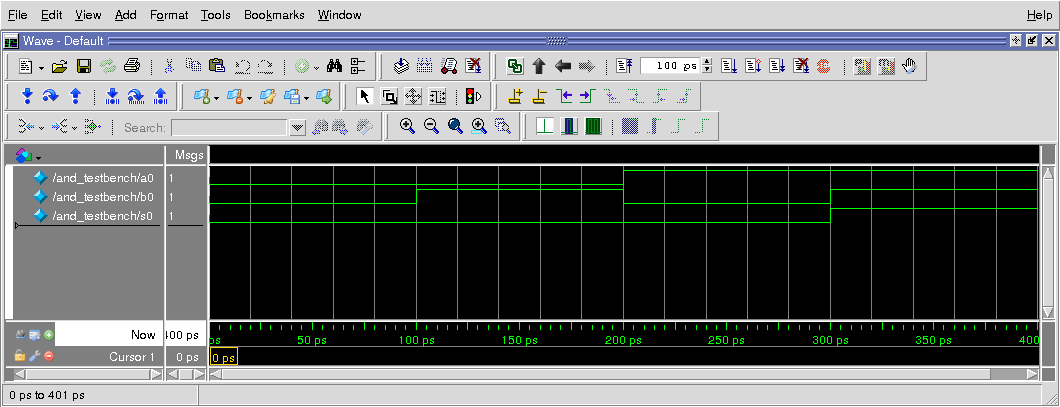 File Edit View Add Format Tools Bookmarks Window Help
Wave - Default
100 ps
Search:
Msgs
/and_testbench/a0 1
/and_testbench/b0 1
/and_testbench/s0 1
Now 400 ps
ps 50 ps 100 ps 150 ps 200 ps 250 ps 300 ps 350 ps 400
Cursor 1 0 ps 0 ps
0 ps to 401 ps